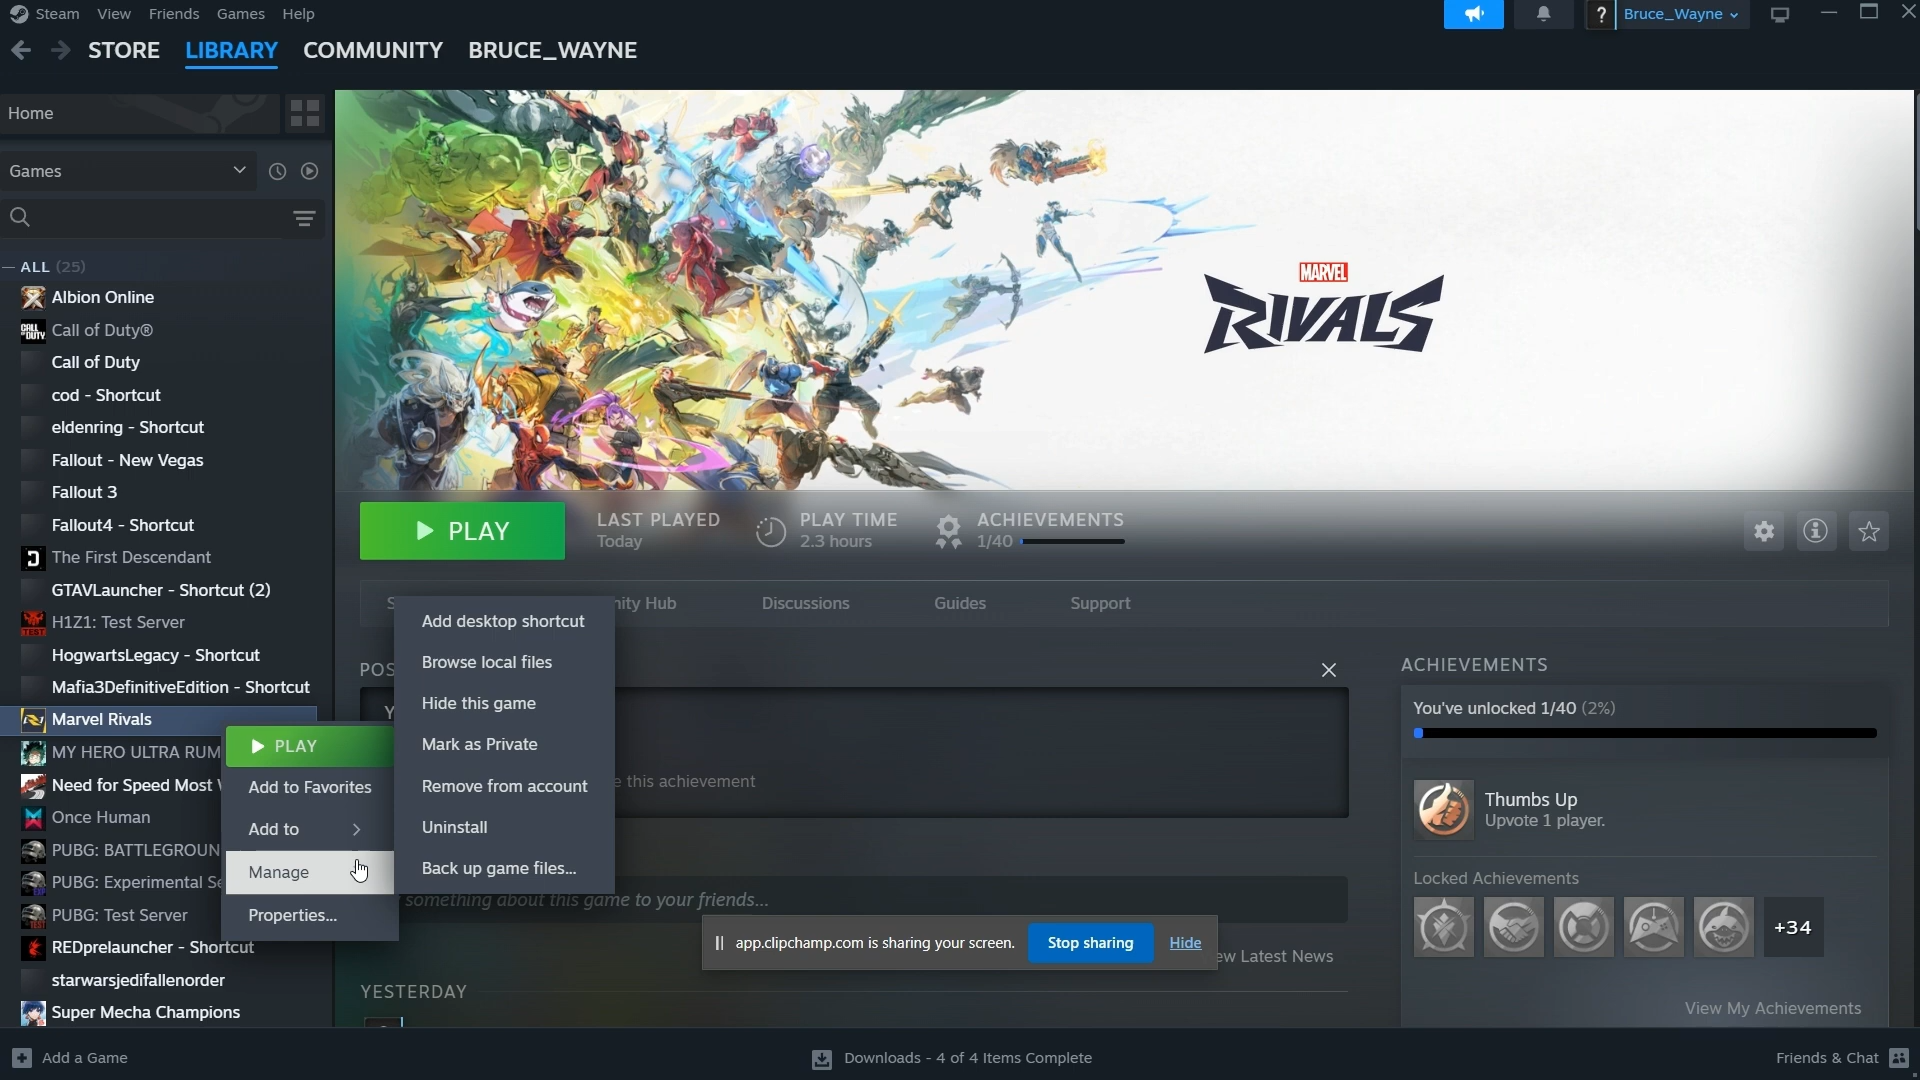 Steam View Friends Games Help
? Bruce_Wayne
STORE LIBRARY COMMUNITY BRUCE_WAYNE
Home
Games
ALL (25)
Albion Online
CALL OF DUTY
Call of Duty®
Call of Duty
cod - Shortcut
eldenring - Shortcut
Fallout - New Vegas
Fallout 3
Fallout4 - Shortcut
The First Descendant
GTAVLauncher - Shortcut (2)
TEST
H1Z1: Test Server
HogwartsLegacy - Shortcut
Mafia3DefinitiveEdition - Shortcut
Marvel Rivals
MY HERO ULTRA RUM
Need for Speed Most
Once Human
PUBG: BATTLEGROUN
PUBG: Experimental Se
PUBG: Test Server
REDprelauncher - Shortcut
starwarsjedifallenorder
Super Mecha Champions
PLAY
Add to Favorites
Add to
Manage
Properties...
Add desktop shortcut
Browse local files
Hide this game
Mark as Private
Remove from account
Uninstall
Back up game files...
MARVEL
RIVALS
PLAY
LAST PLAYED
Today
PLAY TIME
2.3 hours
ACHIEVEMENTS
1/40
S
nity Hub
Discussions
Guides
Support
POS
Y
e this achievement
something about this game to your friends...
app.clipchamp.com is sharing your screen. Stop sharing Hide
ew Latest News
YESTERDAY
ACHIEVEMENTS
You've unlocked 1/40 (2%)
Thumbs Up
Upvote 1 player.
Locked Achievements
+34
View My Achievements
Add a Game
Downloads - 4 of 4 Items Complete
Friends & Chat